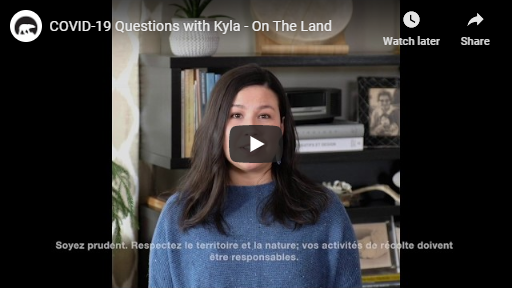 COVID-19 Questions with Kyla - On The Land
Watch later
Share
Soyez prudent. Respectez le territoire et la nature; vos activités de récolte doivent
être responsables.